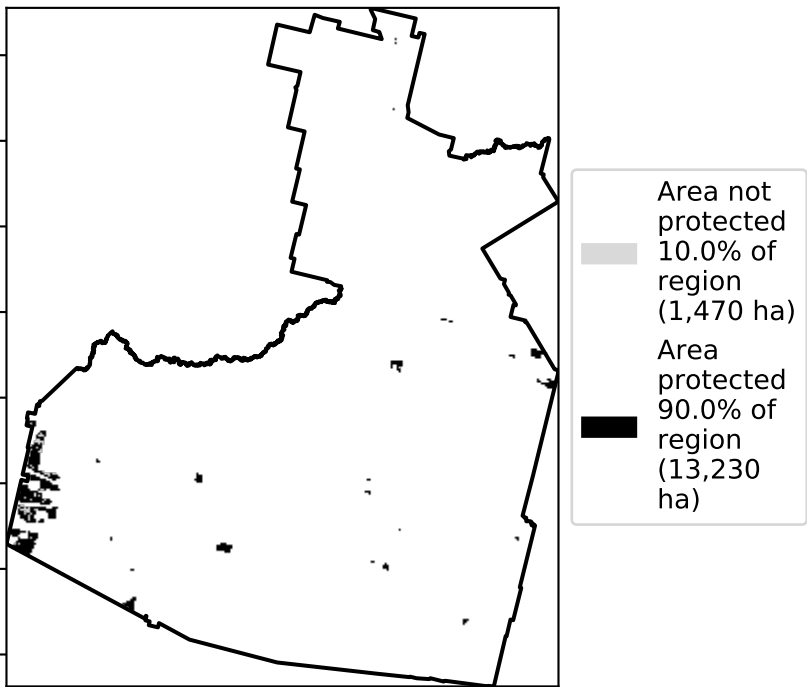 Area not
protected
10.0% of
region
(1,470 ha)
Area
protected
90.0% of
region
(13,230
ha)